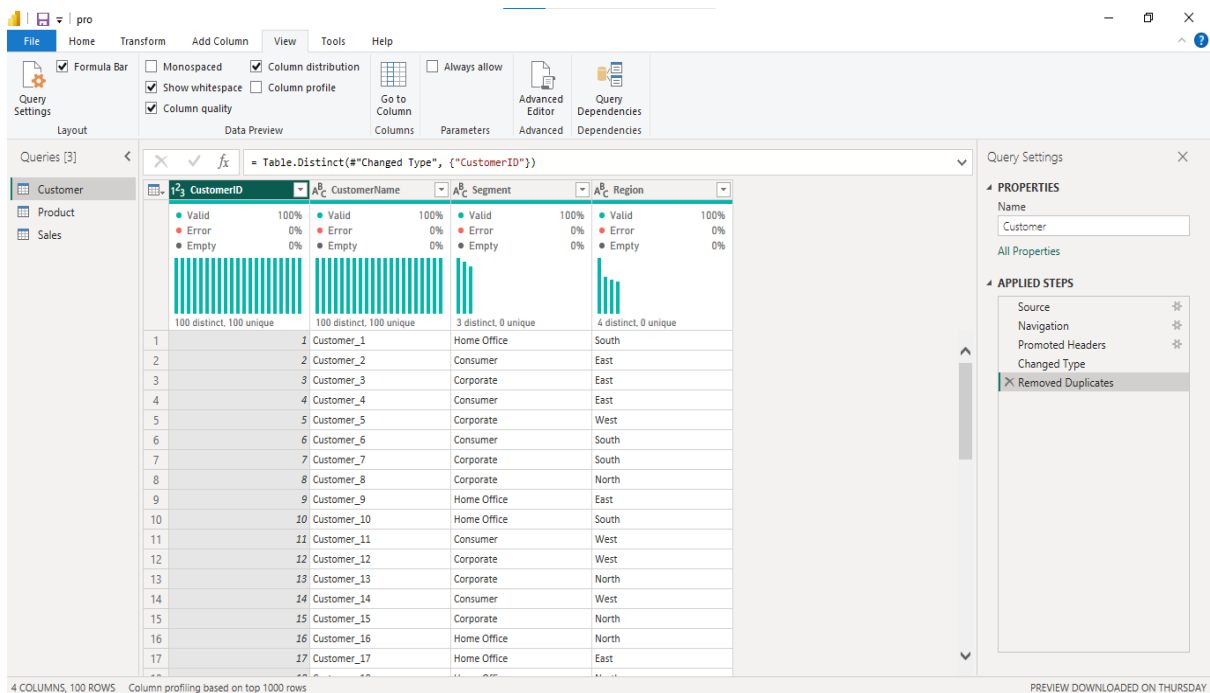 pro
File Home Transform Add Column View Tools Help
Formula Bar Monospaced Column distribution Always allow
Show whitespace Column profile
Column quality
Query Settings
Go to Column
Advanced Editor
Query Dependencies
Layout Data Preview Columns Parameters Advanced Dependencies
Queries [3]
Customer
Product
Sales
fx = Table.Distinct(#"Changed Type", {"CustomerID"})
123 CustomerID ABC CustomerName ABC Segment ABC Region
Valid 100% Valid 100% Valid 100% Valid 100%
Error 0% Error 0% Error 0% Error 0%
Empty 0% Empty 0% Empty 0% Empty 0%
100 distinct, 100 unique 100 distinct, 100 unique 3 distinct, 0 unique 4 distinct, 0 unique
1 1 Customer_1 Home Office South
2 2 Customer_2 Consumer East
3 3 Customer_3 Corporate East
4 4 Customer_4 Consumer East
5 5 Customer_5 Corporate West
6 6 Customer_6 Consumer South
7 7 Customer_7 Corporate South
8 8 Customer_8 Corporate North
9 9 Customer_9 Home Office East
10 10 Customer_10 Home Office South
11 11 Customer_11 Consumer West
12 12 Customer_12 Corporate West
13 13 Customer_13 Corporate North
14 14 Customer_14 Consumer West
15 15 Customer_15 Corporate North
16 16 Customer_16 Home Office North
17 17 Customer_17 Home Office East
Query Settings
PROPERTIES
Name
Customer
All Properties
APPLIED STEPS
Source
Navigation
Promoted Headers
Changed Type
Removed Duplicates
4 COLUMNS, 100 ROWS Column profiling based on top 1000 rows PREVIEW DOWNLOADED ON THURSDAY